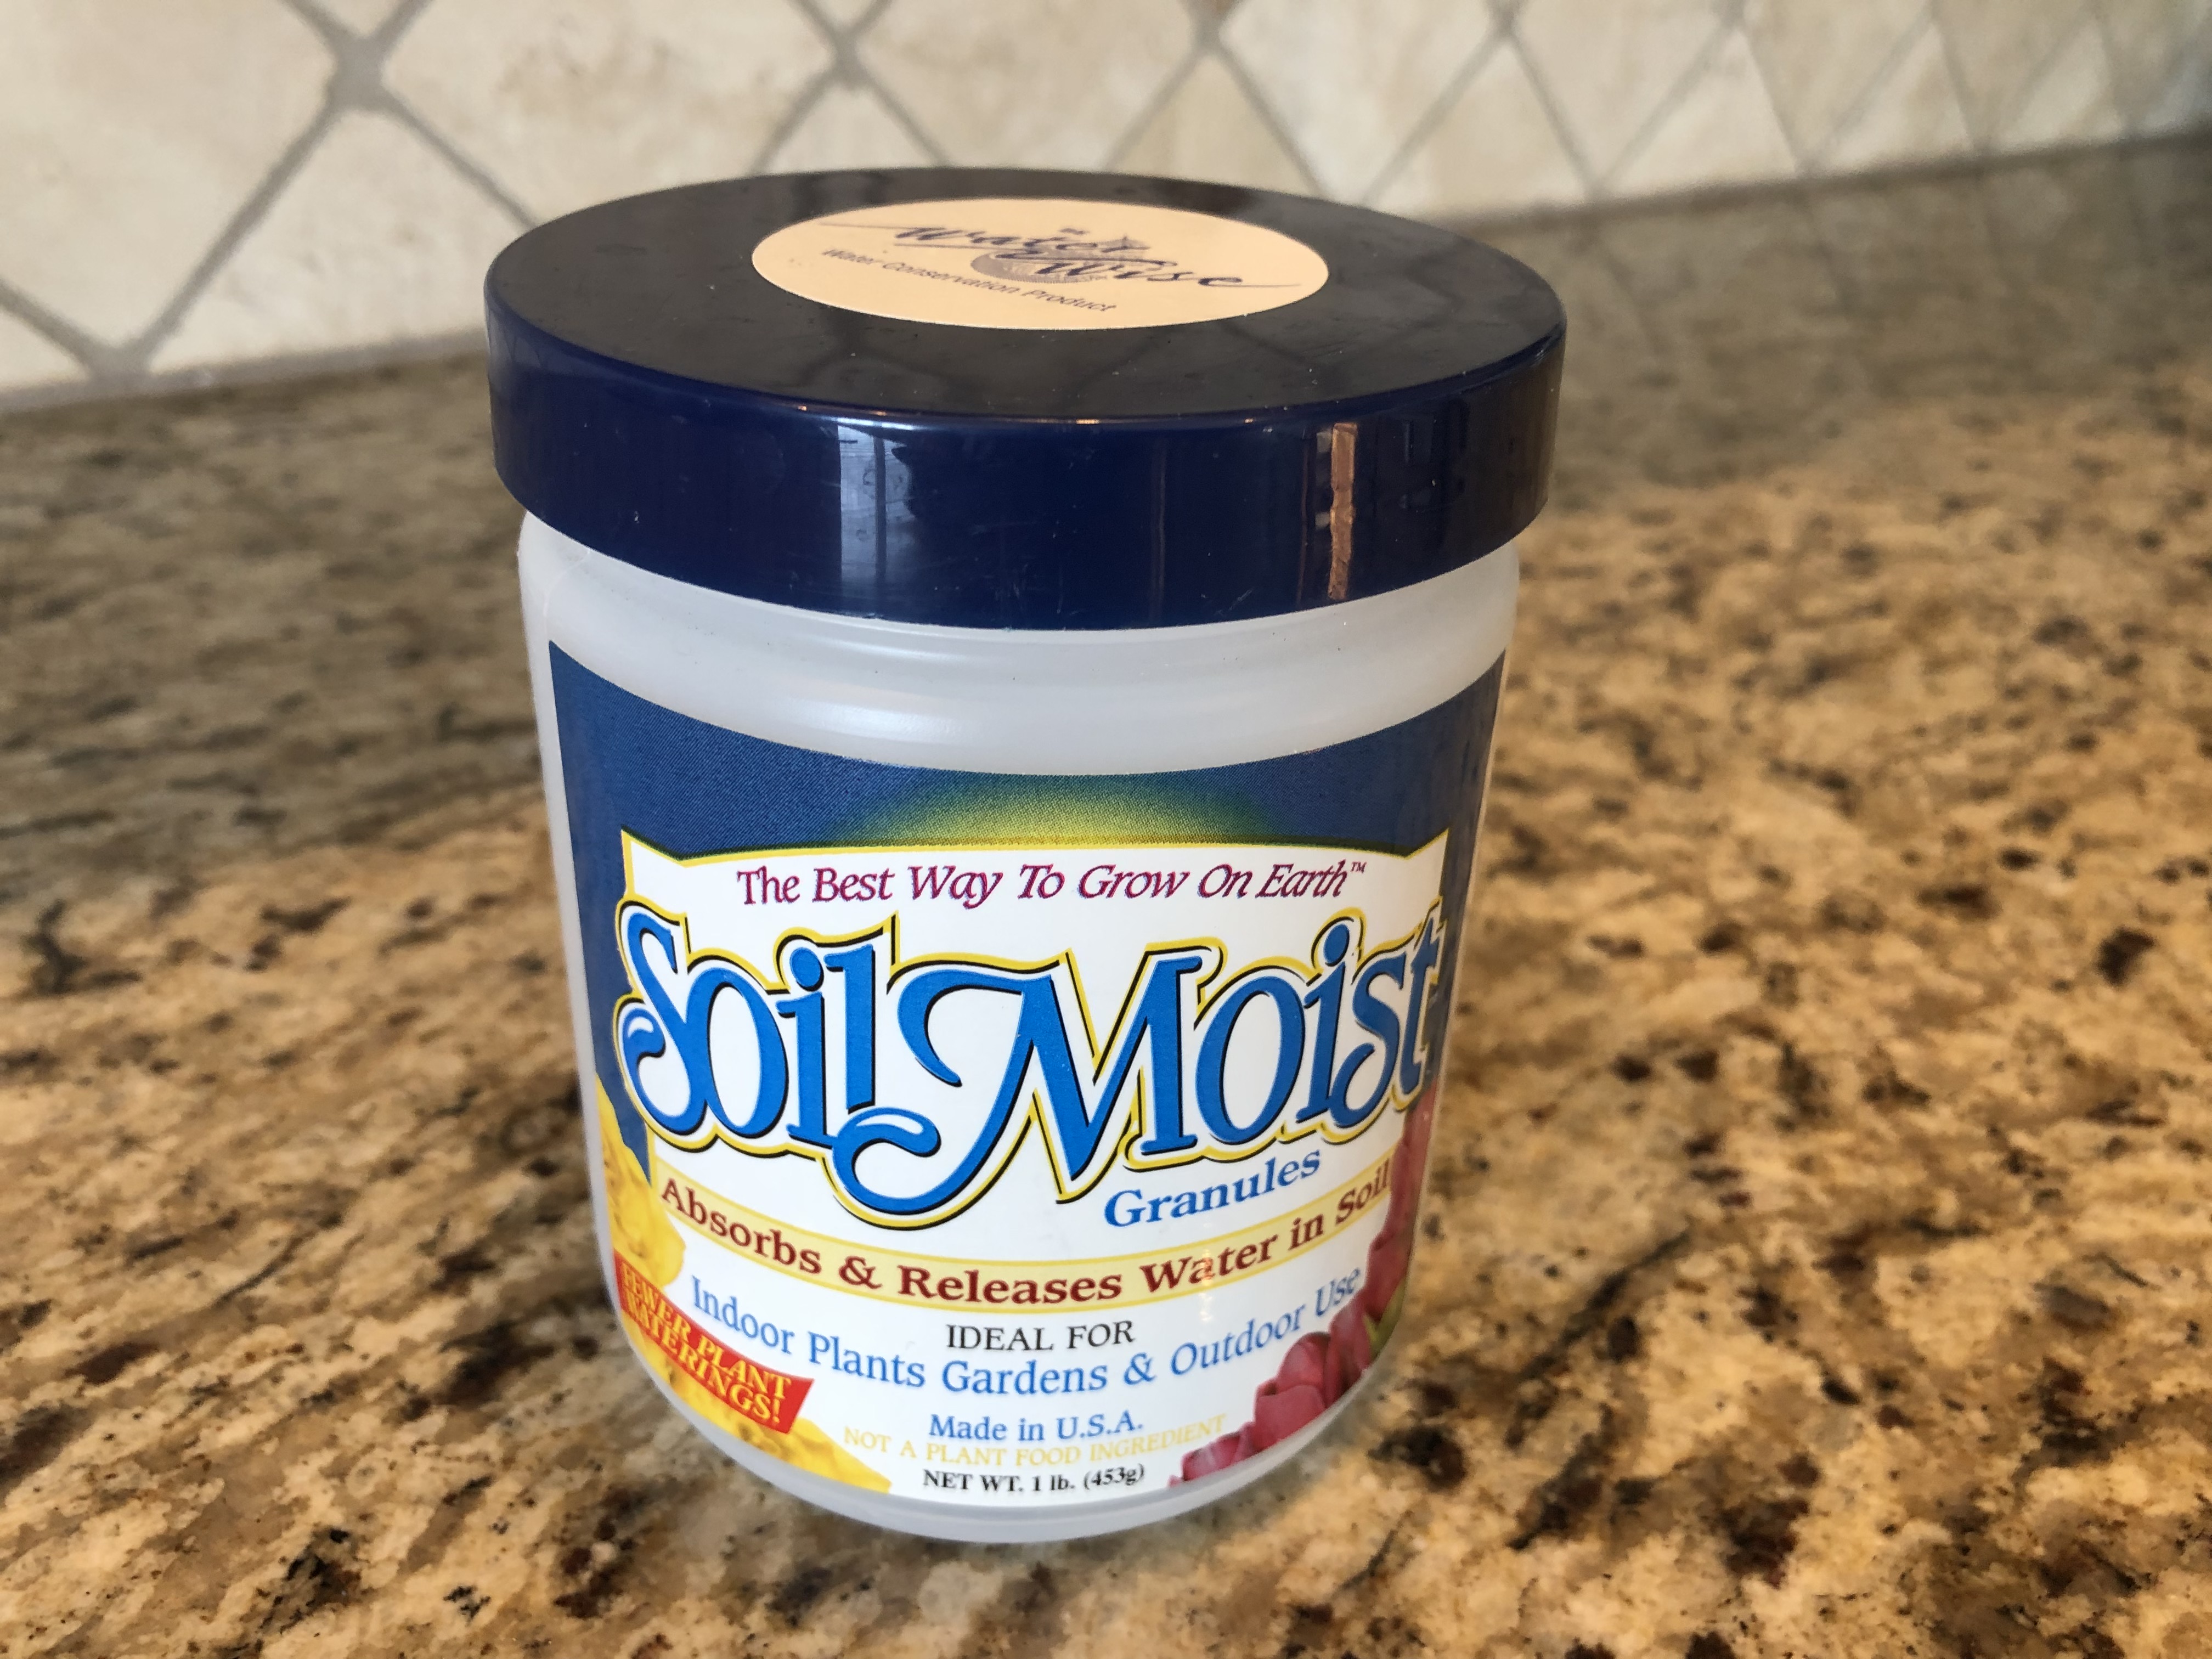 Water
Wise
Water Conservation Product
The Best Way To Grow On Earth™
Soil Moist
Granules
Absorbs & Releases Water in Soil
IDEAL FOR
Indoor Plants Gardens & Outdoor Use
FEWER PLANT
WATERINGS!
Made in U.S.A.
NOT A PLANT FOOD INGREDIENT
NET WT. 1 lb. (453g)